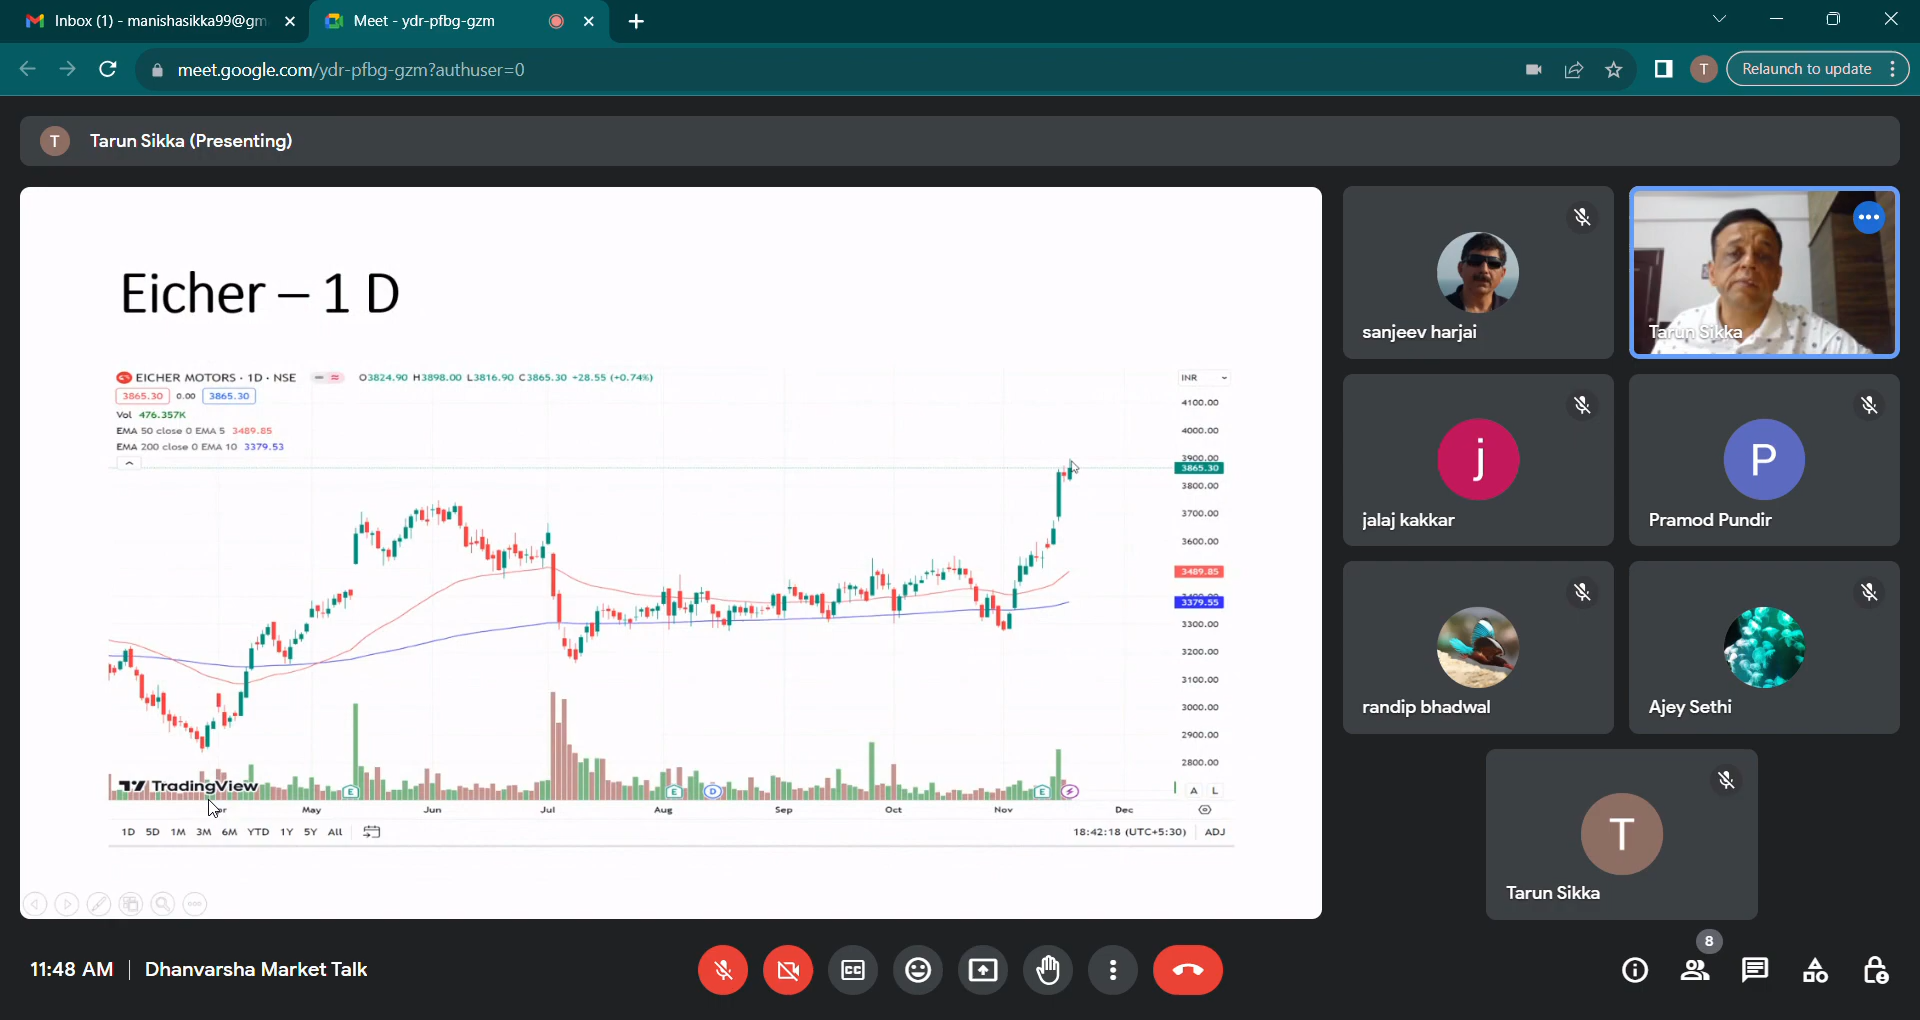 Inbox (1) - manishasikka99@gm
Meet - ydr-pfbg-gzm
meet.google.com/ydr-pfbg-gzm?authuser=0
T
Relaunch to update
T
Tarun Sikka (Presenting)
Eicher – 1 D
EICHER MOTORS · 1D · NSE
O3824.90 H3898.00 L3816.90 C3865.30 +28.55 (+0.74%)
INR
3865.30 0.00 3865.30
Vol 476.357K
EMA 50 close 0 EMA 5 3489.85
EMA 200 close 0 EMA 10 3379.53
4100.00
4000.00
3900.00
3865.30
3800.00
3700.00
3600.00
3489.85
3379.55
3300.00
3200.00
3100.00
3000.00
2900.00
2800.00
TradingView
E
E
D
E
A L
May Jun Jul Aug Sep Oct Nov Dec
1D 5D 1M 3M 6M YTD 1Y 5Y All
18:42:18 (UTC+5:30) ADJ
sanjeev harjai
Tarun Sikka
j
jalaj kakkar
P
Pramod Pundir
randip bhadwal
Ajey Sethi
T
Tarun Sikka
11:48 AM | Dhanvarsha Market Talk
CC
8